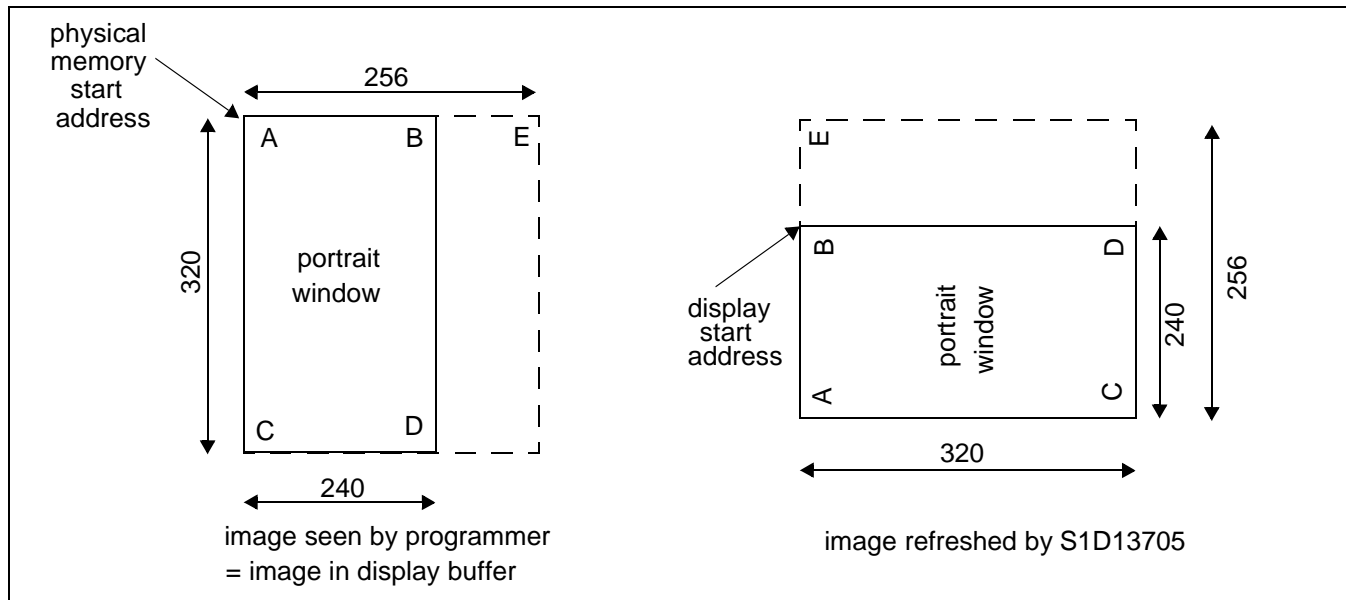 physical
memory
start
address
256
A
B
E
320
portrait
window
C
D
240
image seen by programmer
= image in display buffer
E
B
D
display
start
address
portrait
window
240
256
A
C
320
image refreshed by S1D13705